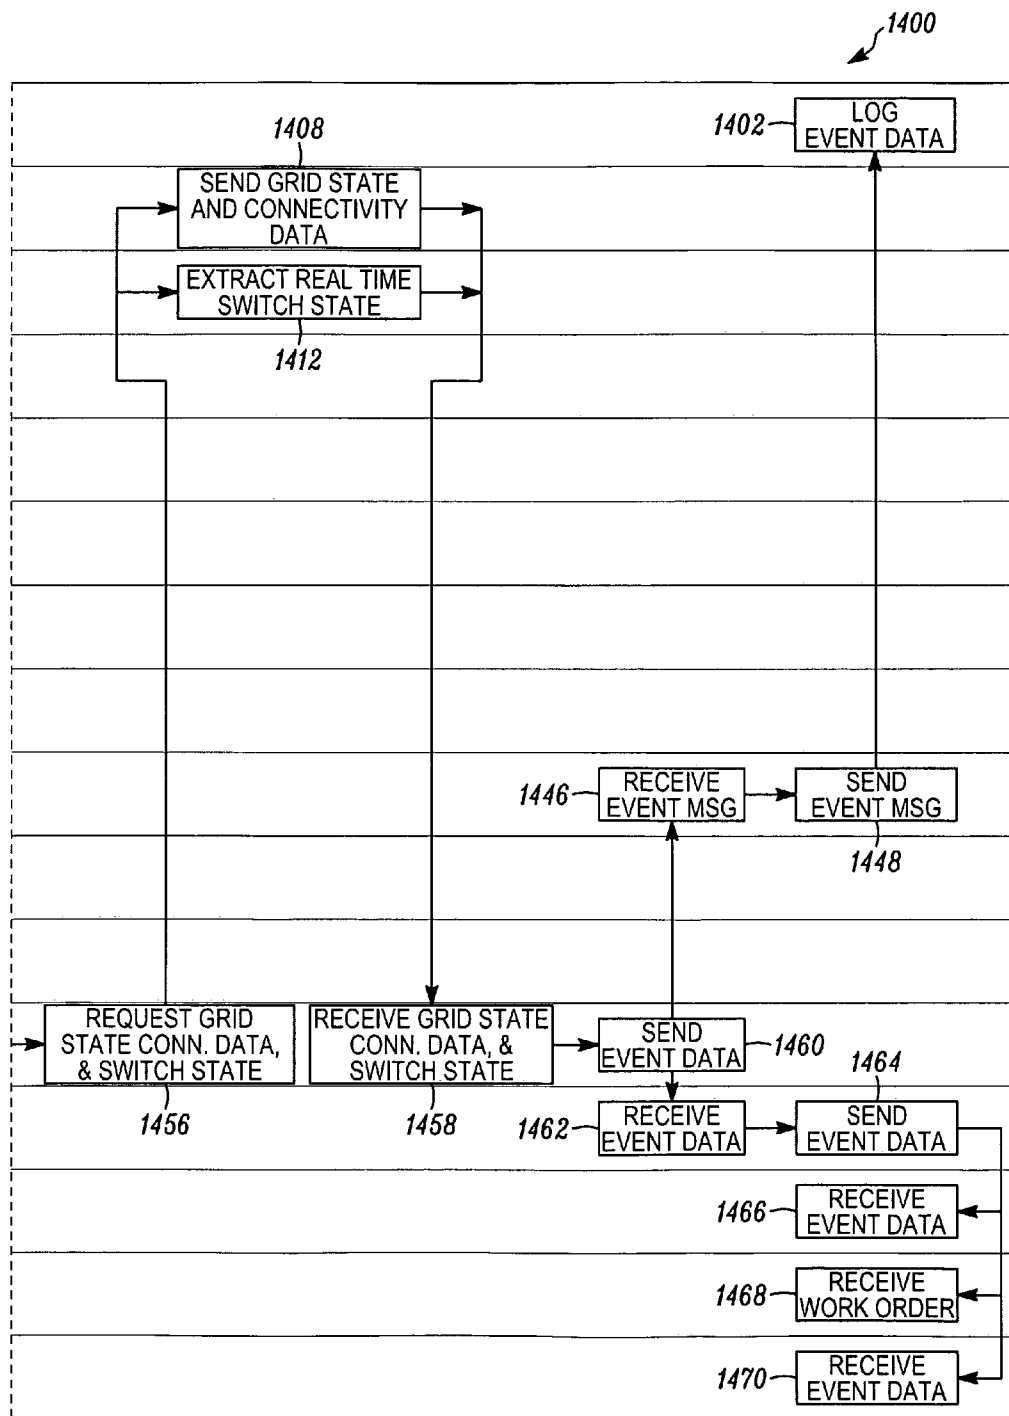 1400
1402
LOG
EVENT DATA
1408
SEND GRID STATE
AND CONNECTIVITY
DATA
EXTRACT REAL TIME
SWITCH STATE
1412
1446
RECEIVE
EVENT MSG
SEND
EVENT MSG
1448
REQUEST GRID
STATE CONN. DATA,
& SWITCH STATE
1456
RECEIVE GRID STATE
CONN. DATA, &
SWITCH STATE
1458
SEND
EVENT DATA
1460
1462
RECEIVE
EVENT DATA
1464
SEND
EVENT DATA
1466
RECEIVE
EVENT DATA
1468
RECEIVE
WORK ORDER
1470
RECEIVE
EVENT DATA